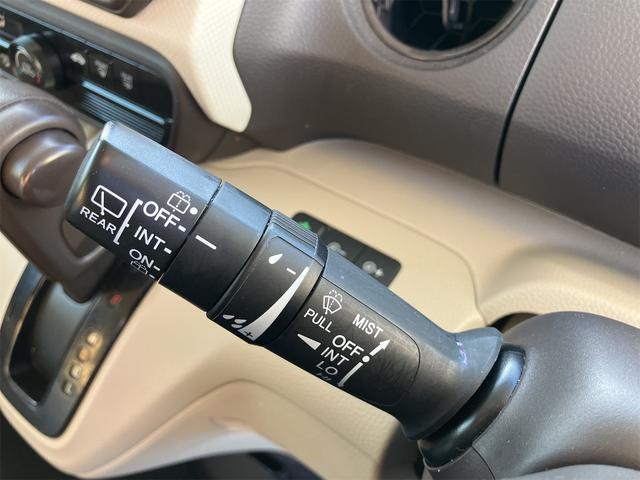 REAR
OFF
INT
ON
PULL
MIST
OFF
INT
LO